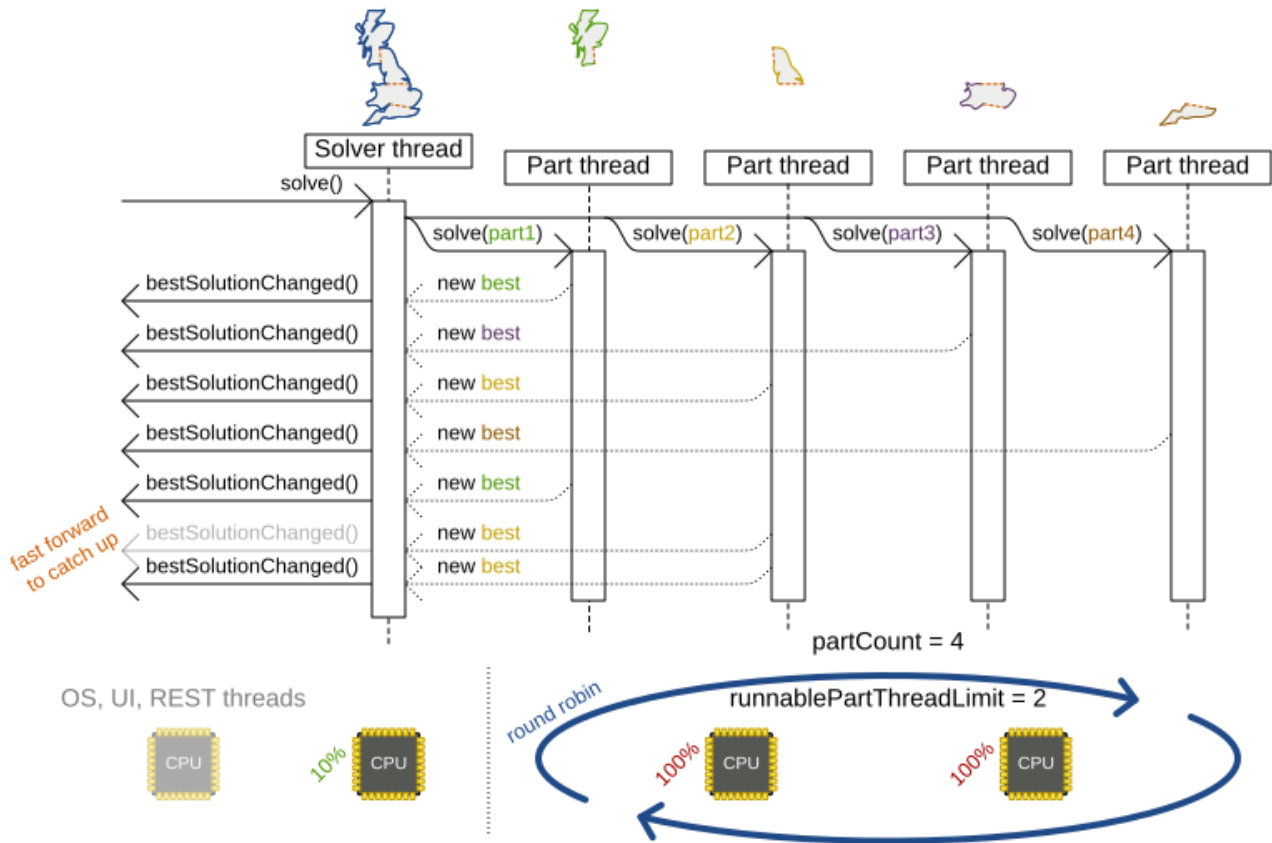 Solver thread
Part thread
Part thread
Part thread
Part thread
solve()
solve(part1)
solve(part2)
solve(part3)
solve(part4)
bestSolutionChanged()
new best
bestSolutionChanged()
new best
bestSolutionChanged()
new best
bestSolutionChanged()
new best
bestSolutionChanged()
new best
bestSolutionChanged()
new best
bestSolutionChanged()
new best
fast forward
to catch up
partCount = 4
OS, UI, REST threads
round robin
runnablePartThreadLimit = 2
CPU
10%
CPU
100%
CPU
100%
CPU